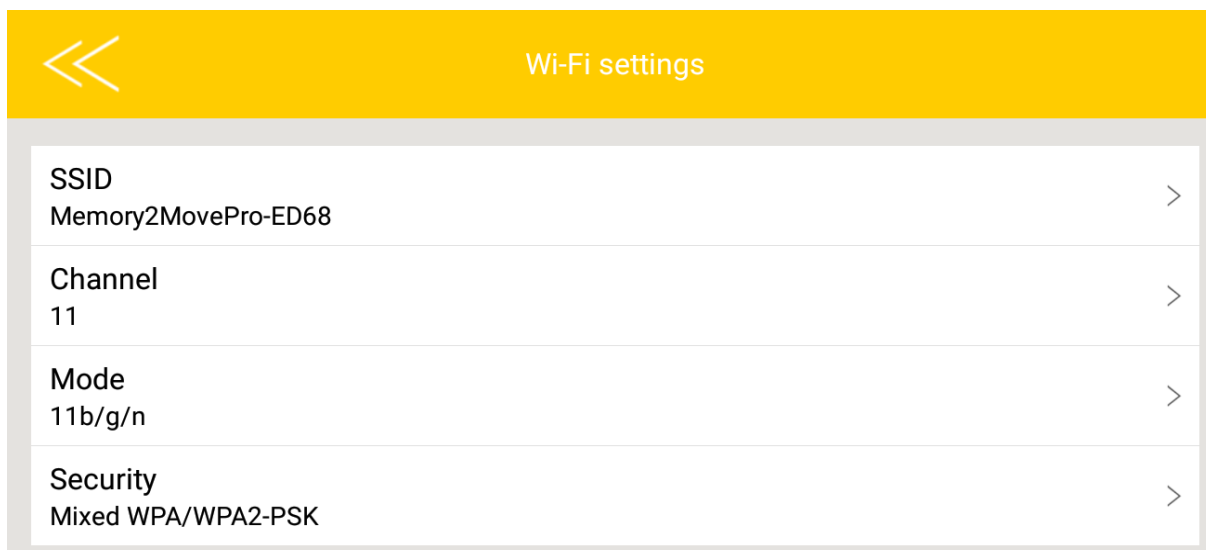 Wi-Fi settings
SSID
Memory2MovePro-ED68
Channel
11
Mode
11b/g/n
Security
Mixed WPA/WPA2-PSK